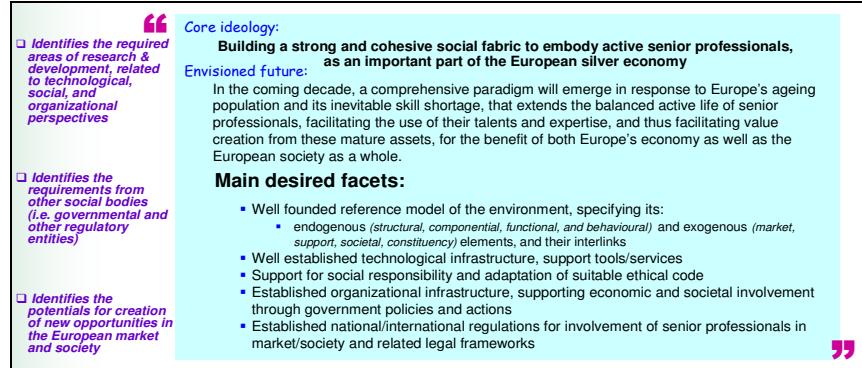 ❑ Identifies the required
areas of research &
development, related
to technological,
social, and
organizational
perspectives
❑ Identifies the
requirements from
other social bodies
(i.e. governmental and
other regulatory
entities)
❑ Identifies the
potentials for creation
of new opportunities in
the European market
and society
“
Core ideology:
Building a strong and cohesive social fabric to embody active senior professionals,
as an important part of the European silver economy
Envisioned future:
In the coming decade, a comprehensive paradigm will emerge in response to Europe's ageing
population and its inevitable skill shortage, that extends the balanced active life of senior
professionals, facilitating the use of their talents and expertise, and thus facilitating value
creation from these mature assets, for the benefit of both Europe's economy as well as the
European society as a whole.
Main desired facets:
▪ Well founded reference model of the environment, specifying its:
▪ endogenous (structural, componential, functional, and behavioural) and exogenous (market,
support, societal, constituency) elements, and their interlinks
▪ Well established technological infrastructure, support tools/services
▪ Support for social responsibility and adaptation of suitable ethical code
▪ Established organizational infrastructure, supporting economic and societal involvement
through government policies and actions
▪ Established national/international regulations for involvement of senior professionals in
market/society and related legal frameworks
”